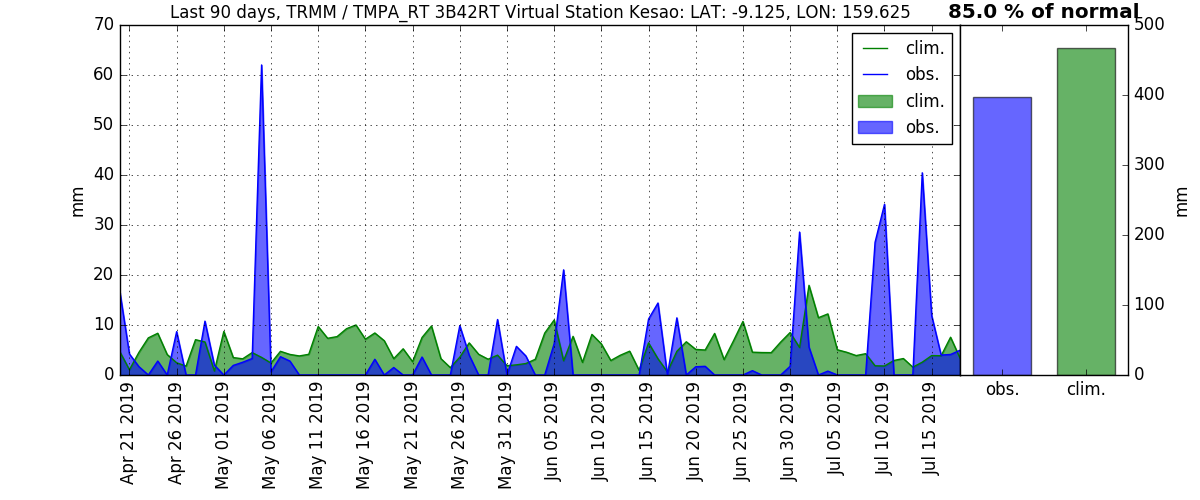 Last 90 days, TRMM / TMPA_RT 3B42RT Virtual Station Kesao: LAT: -9.125, LON: 159.625
85.0 % of normal
70
60
50
40
30
20
10
0
mm
clim.
obs.
clim.
obs.
500
400
300
200
100
0
mm
Apr 21 2019
Apr 26 2019
May 01 2019
May 06 2019
May 11 2019
May 16 2019
May 21 2019
May 26 2019
May 31 2019
Jun 05 2019
Jun 10 2019
Jun 15 2019
Jun 20 2019
Jun 25 2019
Jun 30 2019
Jul 05 2019
Jul 10 2019
Jul 15 2019
obs.
clim.